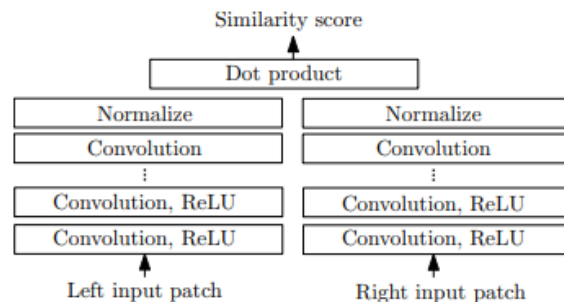 Similarity score
Dot product
Normalize Normalize
Convolution Convolution
⋮ ⋮
Convolution, ReLU Convolution, ReLU
Convolution, ReLU Convolution, ReLU
Left input patch Right input patch